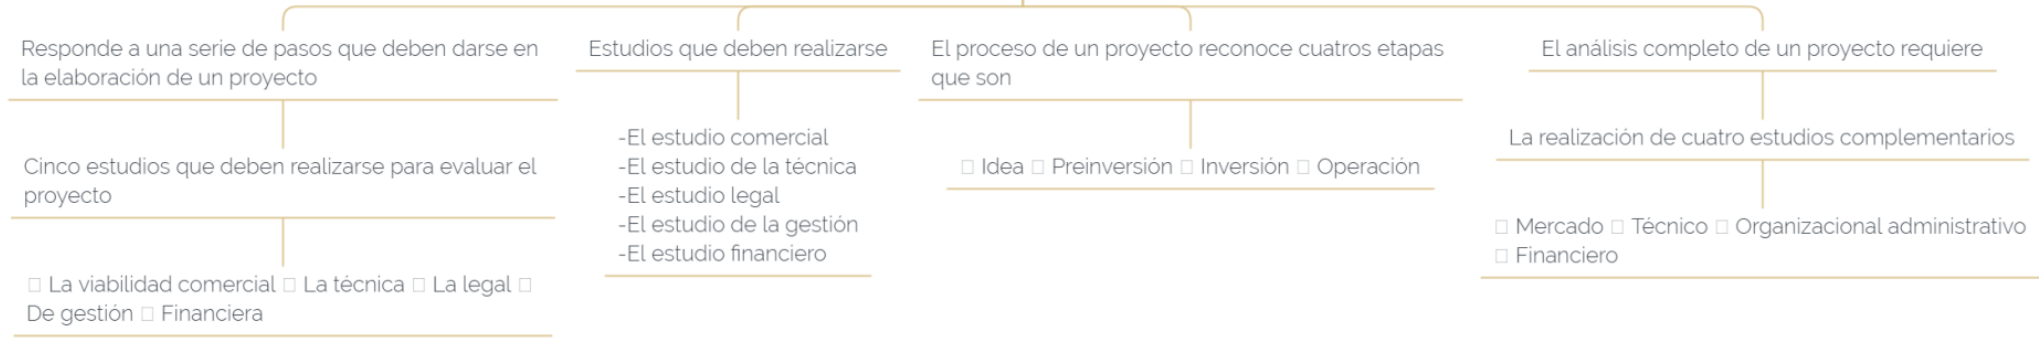 Responde a una serie de pasos que deben darse en
la elaboración de un proyecto
Cinco estudios que deben realizarse para evaluar el
proyecto
□ La viabilidad comercial □ La técnica □ La legal □
De gestión □ Financiera
Estudios que deben realizarse
-El estudio comercial
-El estudio de la técnica
-El estudio legal
-El estudio de la gestión
-El estudio financiero
El proceso de un proyecto reconoce cuatros etapas
que son
□ Idea □ Preinversión □ Inversión □ Operación
El análisis completo de un proyecto requiere
La realización de cuatro estudios complementarios
□ Mercado □ Técnico □ Organizacional administrativo
□ Financiero